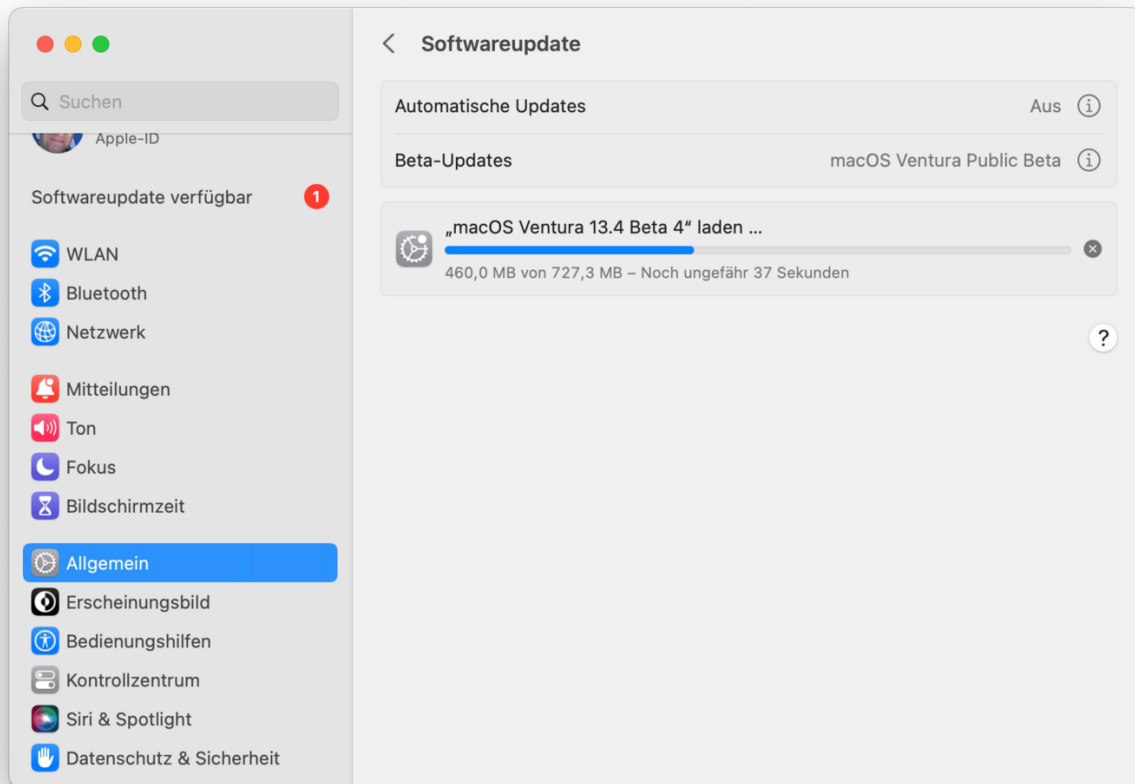 Suchen
Apple-ID
Softwareupdate verfügbar
1
WLAN
Bluetooth
Netzwerk
Mitteilungen
Ton
Fokus
Bildschirmzeit
Allgemein
Erscheinungsbild
Bedienungshilfen
Kontrollzentrum
Siri & Spotlight
Datenschutz & Sicherheit
Softwareupdate
Automatische Updates Aus
Beta-Updates macOS Ventura Public Beta
„macOS Ventura 13.4 Beta 4“ laden ...
460,0 MB von 727,3 MB – Noch ungefähr 37 Sekunden
?